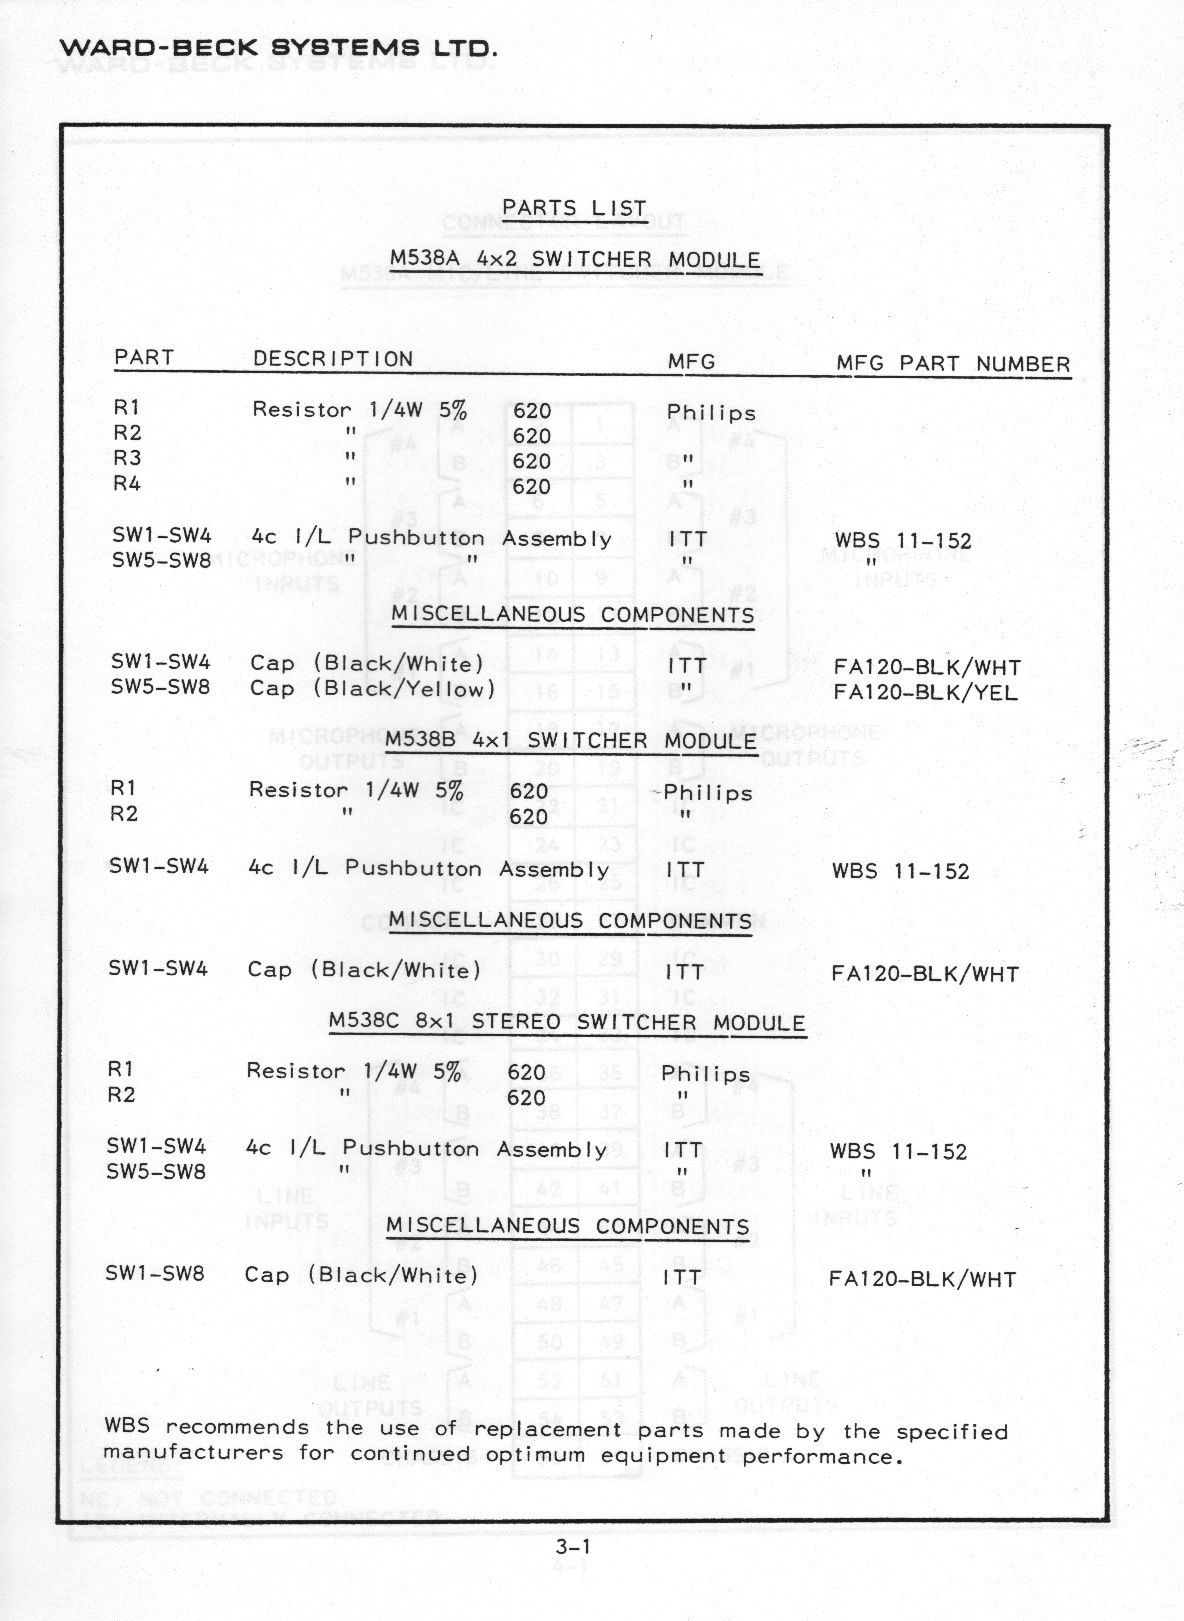 WARD-BECK SYSTEMS LTD.
PARTS LIST
M538A 4x2 SWITCHER MODULE
PART DESCRIPTION MFG MFG PART NUMBER
R1 Resistor 1/4W 5% 620 Philips
R2 " 620
R3 " 620 "
R4 " 620 "
SW1-SW4 4c I/L Pushbutton Assembly ITT WBS 11-152
SW5-SW8 " " " "
MISCELLANEOUS COMPONENTS
SW1-SW4 Cap (Black/White) ITT FA120-BLK/WHT
SW5-SW8 Cap (Black/Yellow) " FA120-BLK/YEL
M538B 4x1 SWITCHER MODULE
R1 Resistor 1/4W 5% 620 Philips
R2 " 620 "
SW1-SW4 4c I/L Pushbutton Assembly ITT WBS 11-152
MISCELLANEOUS COMPONENTS
SW1-SW4 Cap (Black/White) ITT FA120-BLK/WHT
M538C 8x1 STEREO SWITCHER MODULE
R1 Resistor 1/4W 5% 620 Philips
R2 " 620 "
SW1-SW4 4c I/L Pushbutton Assembly ITT WBS 11-152
SW5-SW8 " " "
MISCELLANEOUS COMPONENTS
SW1-SW8 Cap (Black/White) ITT FA120-BLK/WHT
WBS recommends the use of replacement parts made by the specified
manufacturers for continued optimum equipment performance.
3-1